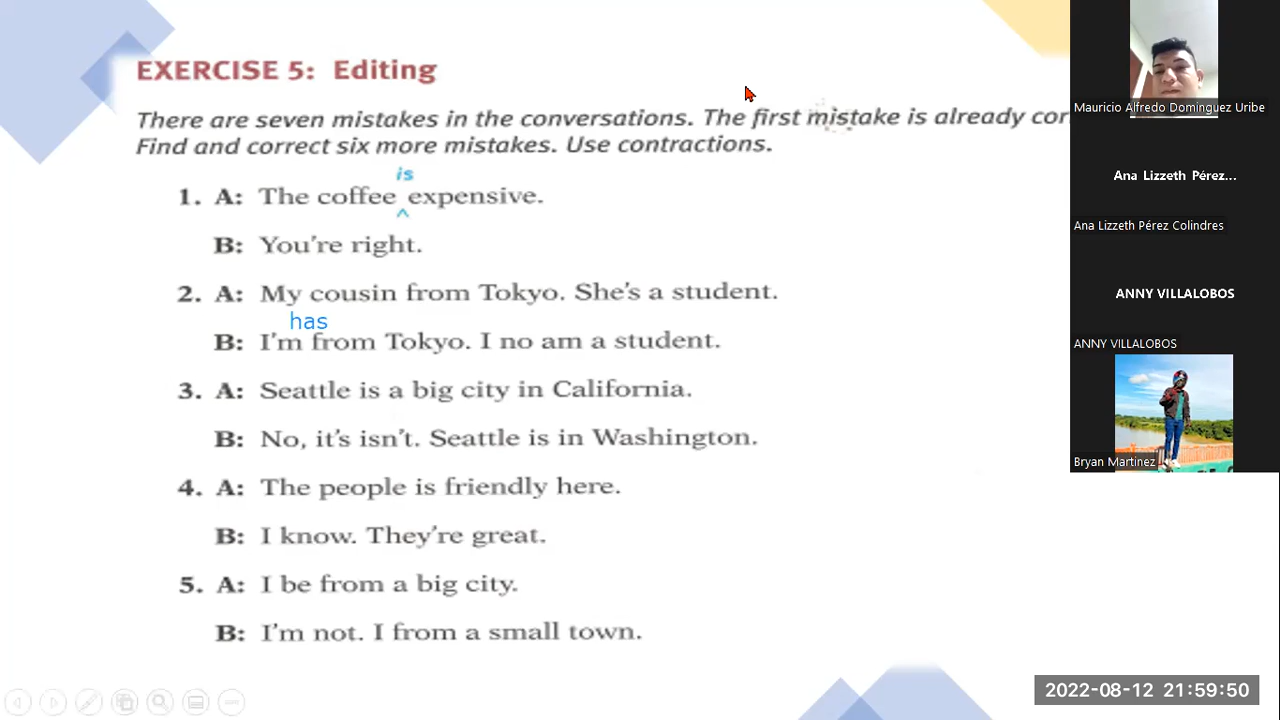 EXERCISE 5: Editing
There are seven mistakes in the conversations. The first mistake is already cor
Find and correct six more mistakes. Use contractions.
is
1. A: The coffee ^ expensive.
B: You're right.
2. A: My cousin from Tokyo. She's a student.
has
B: I'm from Tokyo. I no am a student.
3. A: Seattle is a big city in California.
B: No, it's isn't. Seattle is in Washington.
4. A: The people is friendly here.
B: I know. They're great.
5. A: I be from a big city.
B: I'm not. I from a small town.
Mauricio Alfredo Dominguez Uribe
Ana Lizzeth Pérez...
Ana Lizzeth Pérez Colindres
ANNY VILLALOBOS
ANNY VILLALOBOS
Bryan Martinez
2022-08-12 21:59:50